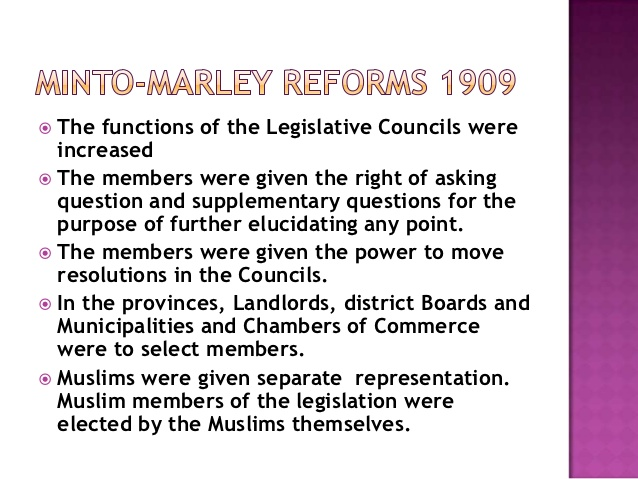 MINTO-MARLEY REFORMS 1909
The functions of the Legislative Councils were
increased
The members were given the right of asking
question and supplementary questions for the
purpose of further elucidating any point.
The members were given the power to move
resolutions in the Councils.
In the provinces, Landlords, district Boards and
Municipalities and Chambers of Commerce
were to select members.
Muslims were given separate representation.
Muslim members of the legislation were
elected by the Muslims themselves.